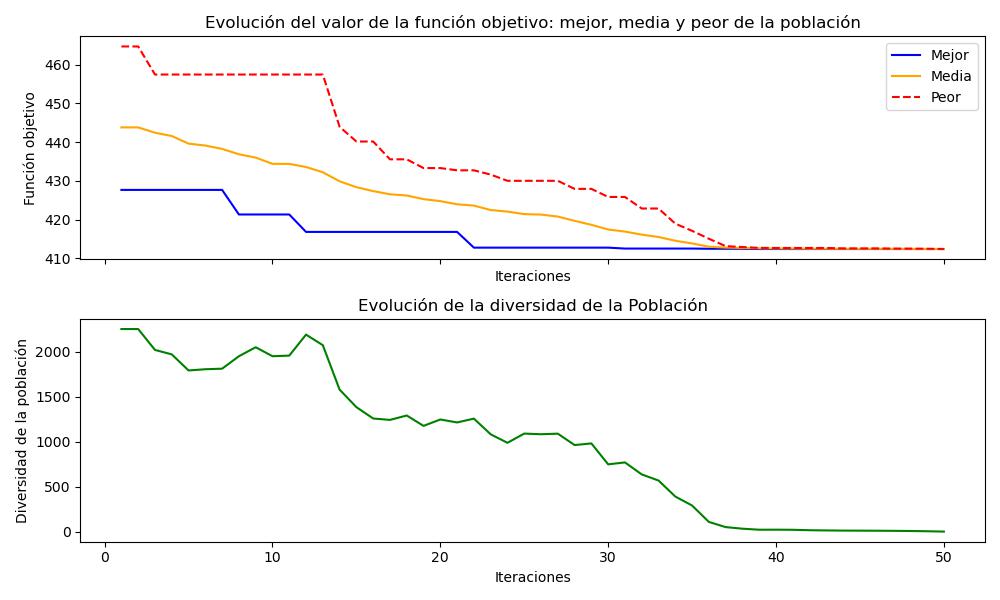 Evolución del valor de la función objetivo: mejor, media y peor de la población
Función objetivo
460
450
440
430
420
410
Mejor
Media
Peor
Iteraciones
Evolución de la diversidad de la Población
Diversidad de la población
2000
1500
1000
500
0
0 10 20 30 40 50
Iteraciones